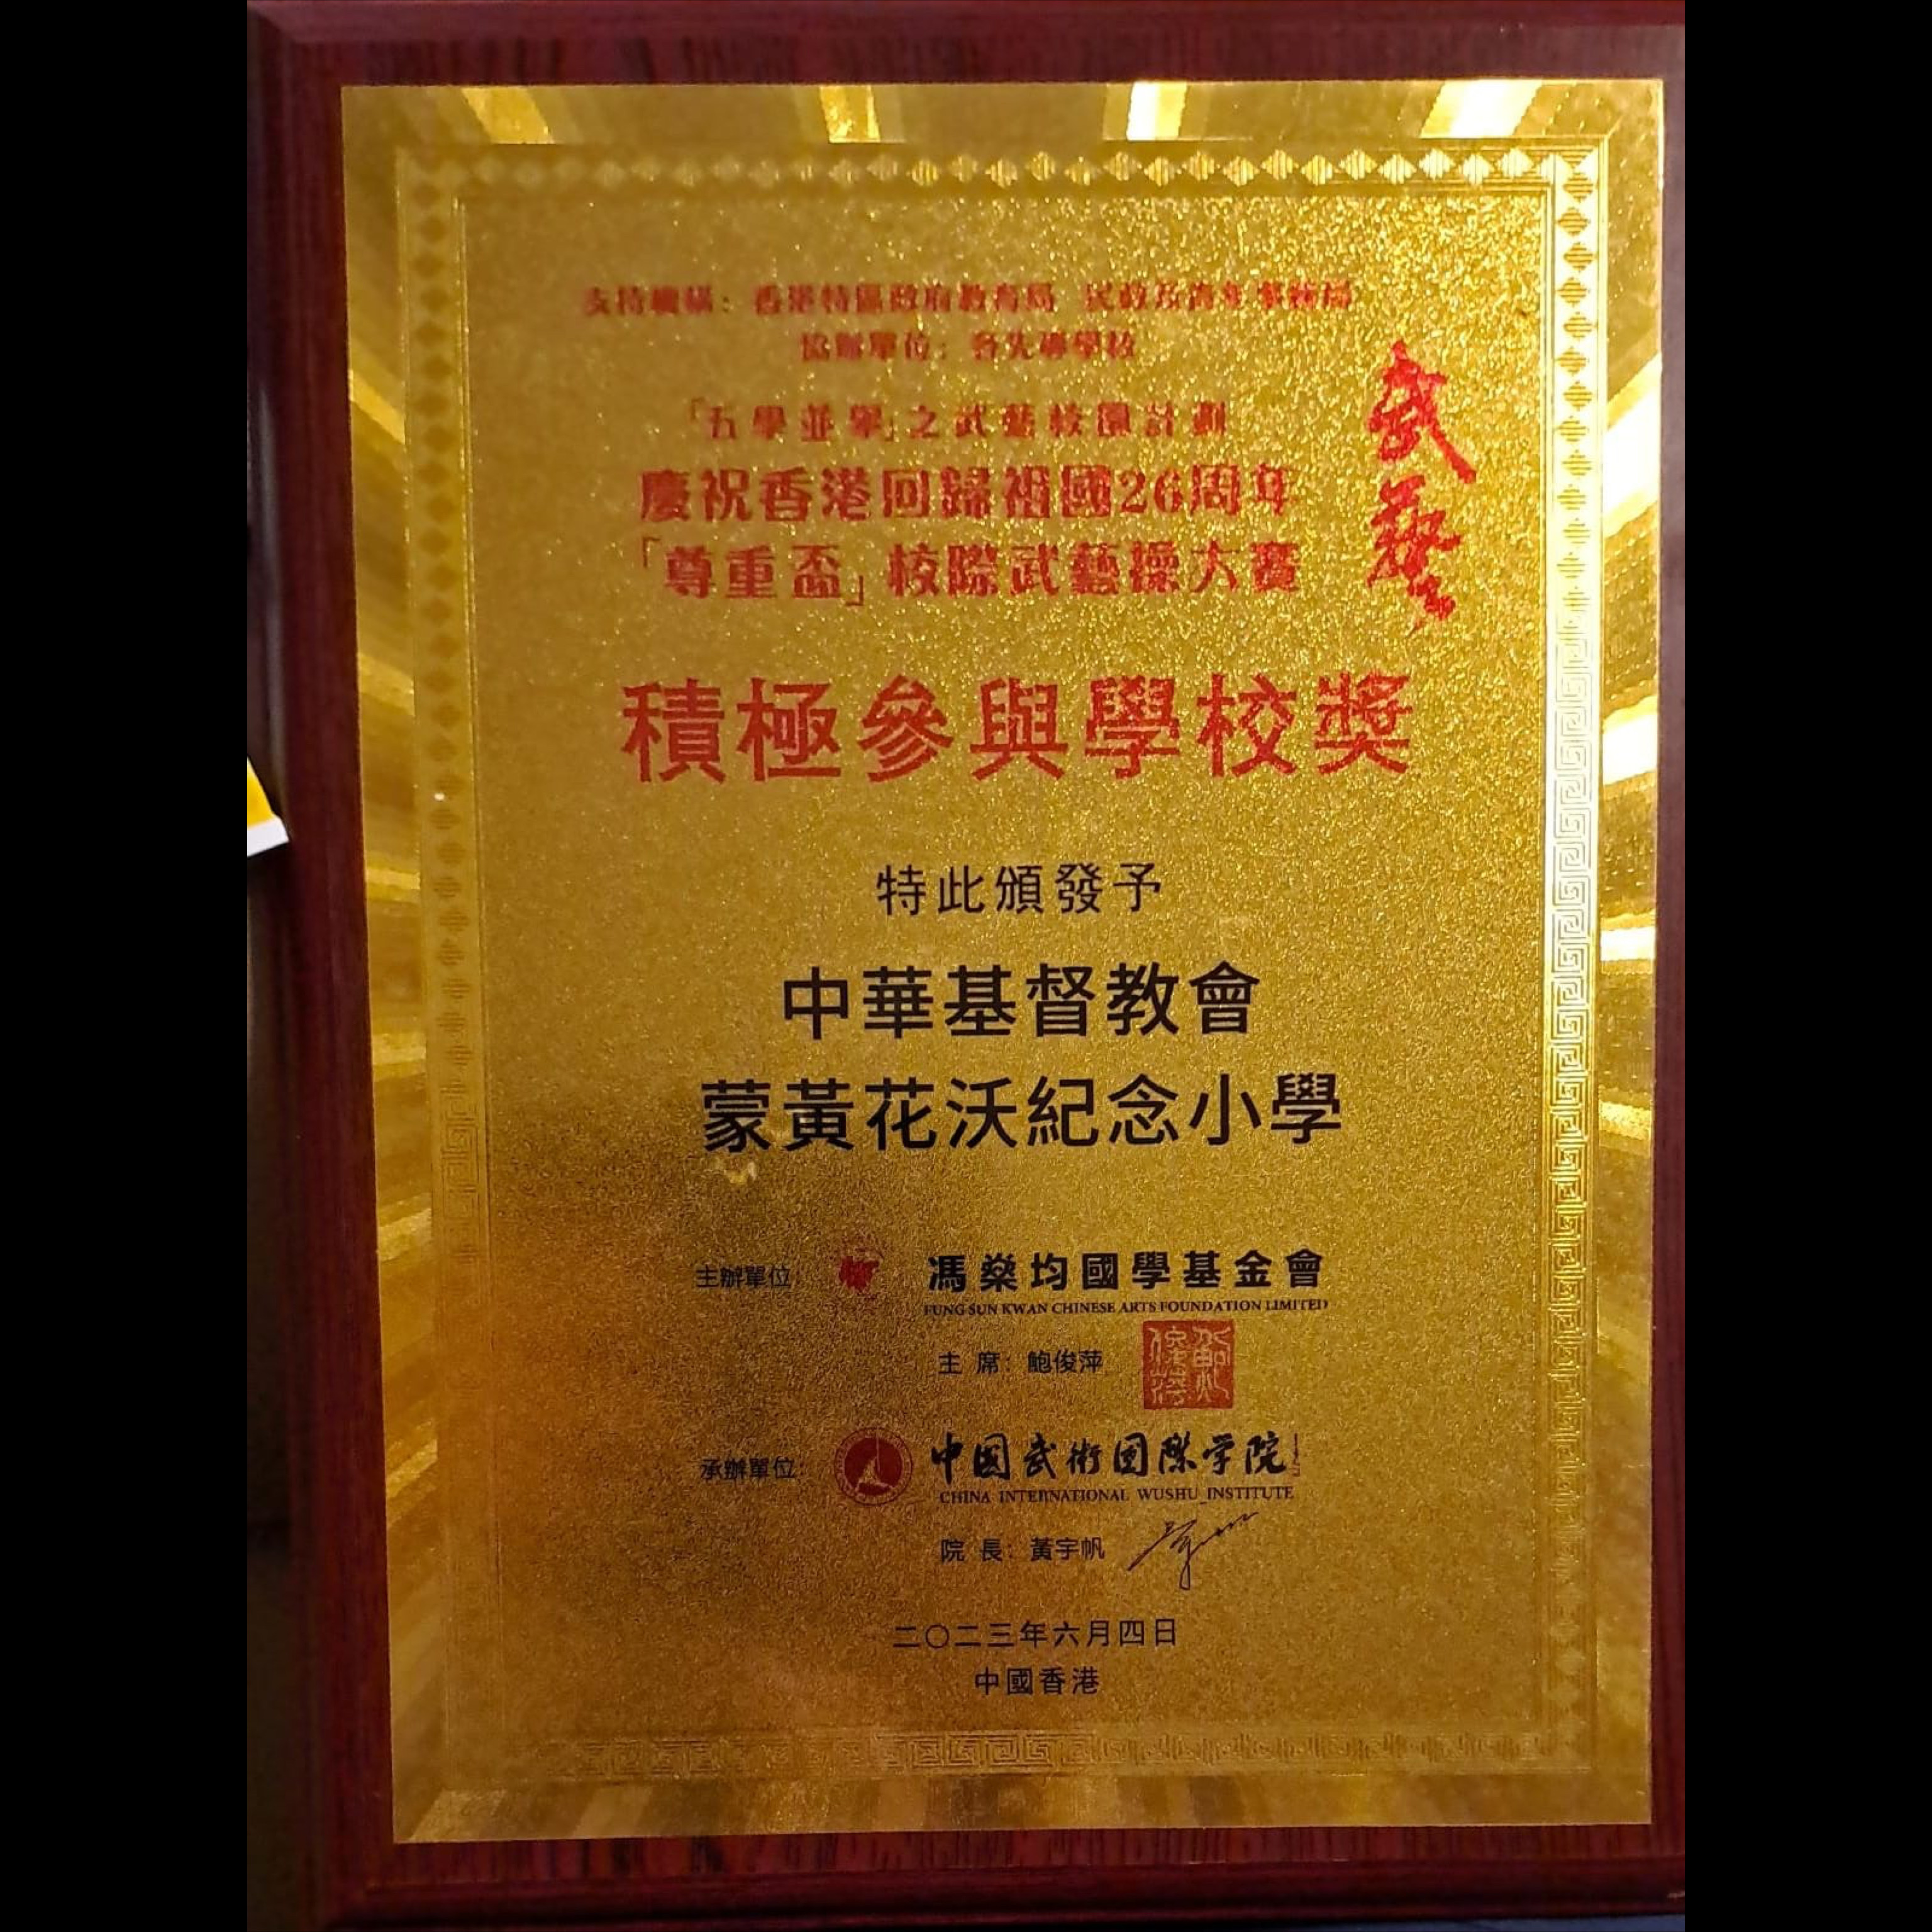 支持機構：香港特區政府教育局 民政及青年事務局
協辦單位：各先導學校
「五學並舉」之武藝校園計劃
慶祝香港回歸祖國26周年
「尊重盃」校際武藝操大賽
武藝
積極參與學校獎
特此頒發予
中華基督教會
蒙黃花沃紀念小學
主辦單位： 馮燊均國學基金會
FUNG SUN KWAN CHINESE ARTS FOUNDATION LIMITED
主 席：鮑俊萍
承辦單位： 中国武術国際学院
CHINA INTERNATIONAL WUSHU INSTITUTE
院 長：黃宇帆
二〇二三年六月四日
中國香港